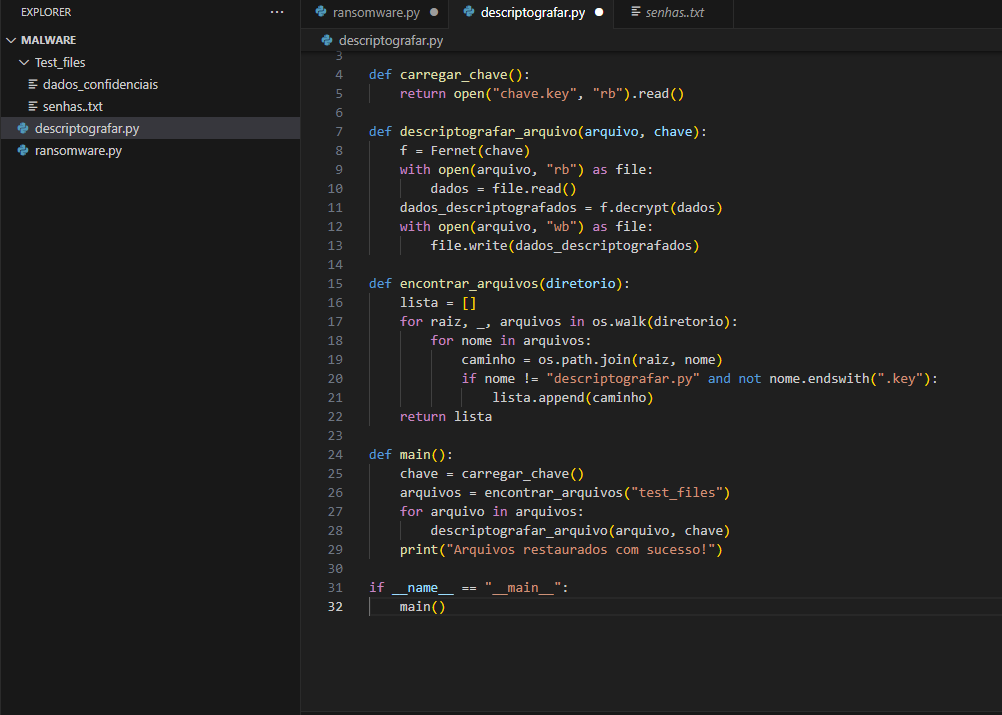 EXPLORER ...
MALWARE
Test_files
dados_confidenciais
senhas..txt
descriptografar.py
ransomware.py
ransomware.py descriptografar.py senhas..txt
descriptografar.py
3
4 def carregar_chave():
5 return open("chave.key", "rb").read()
6
7 def descriptografar_arquivo(arquivo, chave):
8 f = Fernet(chave)
9 with open(arquivo, "rb") as file:
10 dados = file.read()
11 dados_descriptografados = f.decrypt(dados)
12 with open(arquivo, "wb") as file:
13 file.write(dados_descriptografados)
14
15 def encontrar_arquivos(diretorio):
16 lista = []
17 for raiz, _, arquivos in os.walk(diretorio):
18 for nome in arquivos:
19 caminho = os.path.join(raiz, nome)
20 if nome != "descriptografar.py" and not nome.endswith(".key"):
21 lista.append(caminho)
22 return lista
23
24 def main():
25 chave = carregar_chave()
26 arquivos = encontrar_arquivos("test_files")
27 for arquivo in arquivos:
28 descriptografar_arquivo(arquivo, chave)
29 print("Arquivos restaurados com sucesso!")
30
31 if __name__ == "__main__":
32 main()